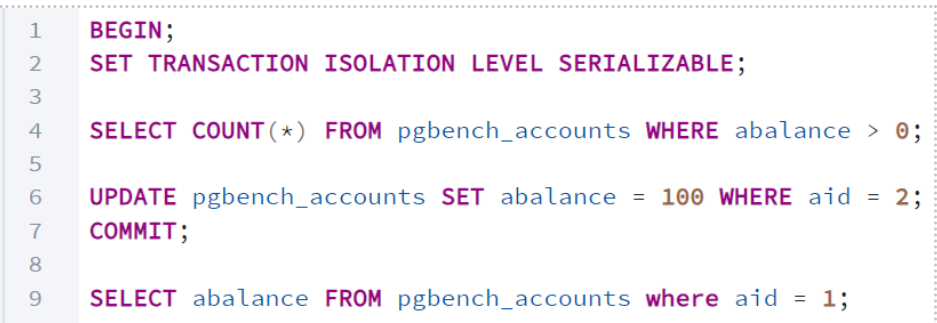 1 BEGIN;
2 SET TRANSACTION ISOLATION LEVEL SERIALIZABLE;
3
4 SELECT COUNT(*) FROM pgbench_accounts WHERE abalance > 0;
5
6 UPDATE pgbench_accounts SET abalance = 100 WHERE aid = 2;
7 COMMIT;
8
9 SELECT abalance FROM pgbench_accounts where aid = 1;